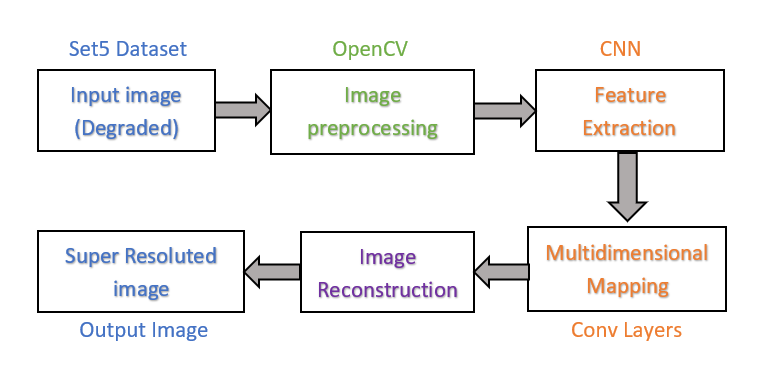 Set5 Dataset
OpenCV
CNN
Input image
(Degraded)
Image
preprocessing
Feature
Extraction
Multidimensional
Mapping
Conv Layers
Image
Reconstruction
Super Resoluted
image
Output Image